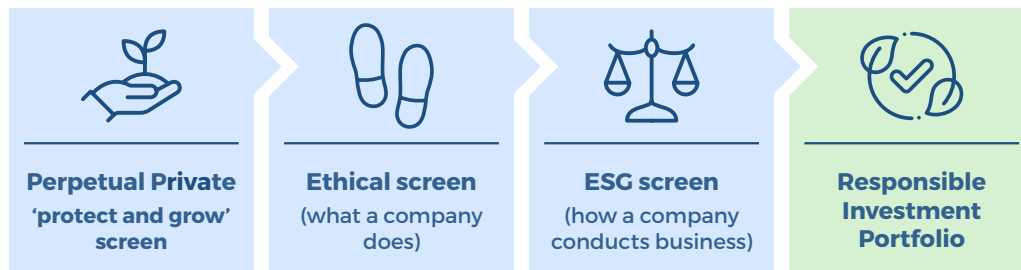 Perpetual Private
‘protect and grow’
screen
Ethical screen
(what a company
does)
ESG screen
(how a company
conducts business)
Responsible
Investment
Portfolio